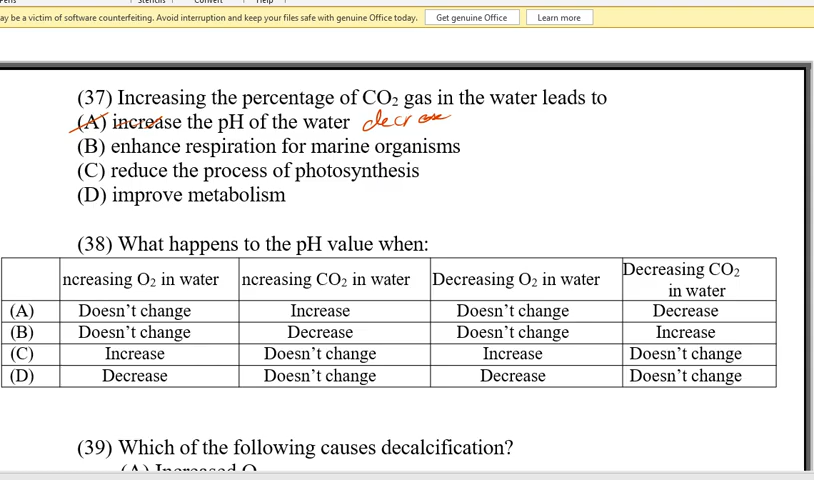 ay be a victim of software counterfeiting. Avoid interruption and keep your files safe with genuine Office today. Get genuine Office Learn more
(37) Increasing the percentage of CO₂ gas in the water leads to
(A) increase the pH of the water decrease
(B) enhance respiration for marine organisms
(C) reduce the process of photosynthesis
(D) improve metabolism
(38) What happens to the pH value when:
ncreasing O₂ in water ncreasing CO₂ in water Decreasing O₂ in water Decreasing CO₂
in water
(A) Doesn't change Increase Doesn't change Decrease
(B) Doesn't change Decrease Doesn't change Increase
(C) Increase Doesn't change Increase Doesn't change
(D) Decrease Doesn't change Decrease Doesn't change
(39) Which of the following causes decalcification?
(A) Increased O